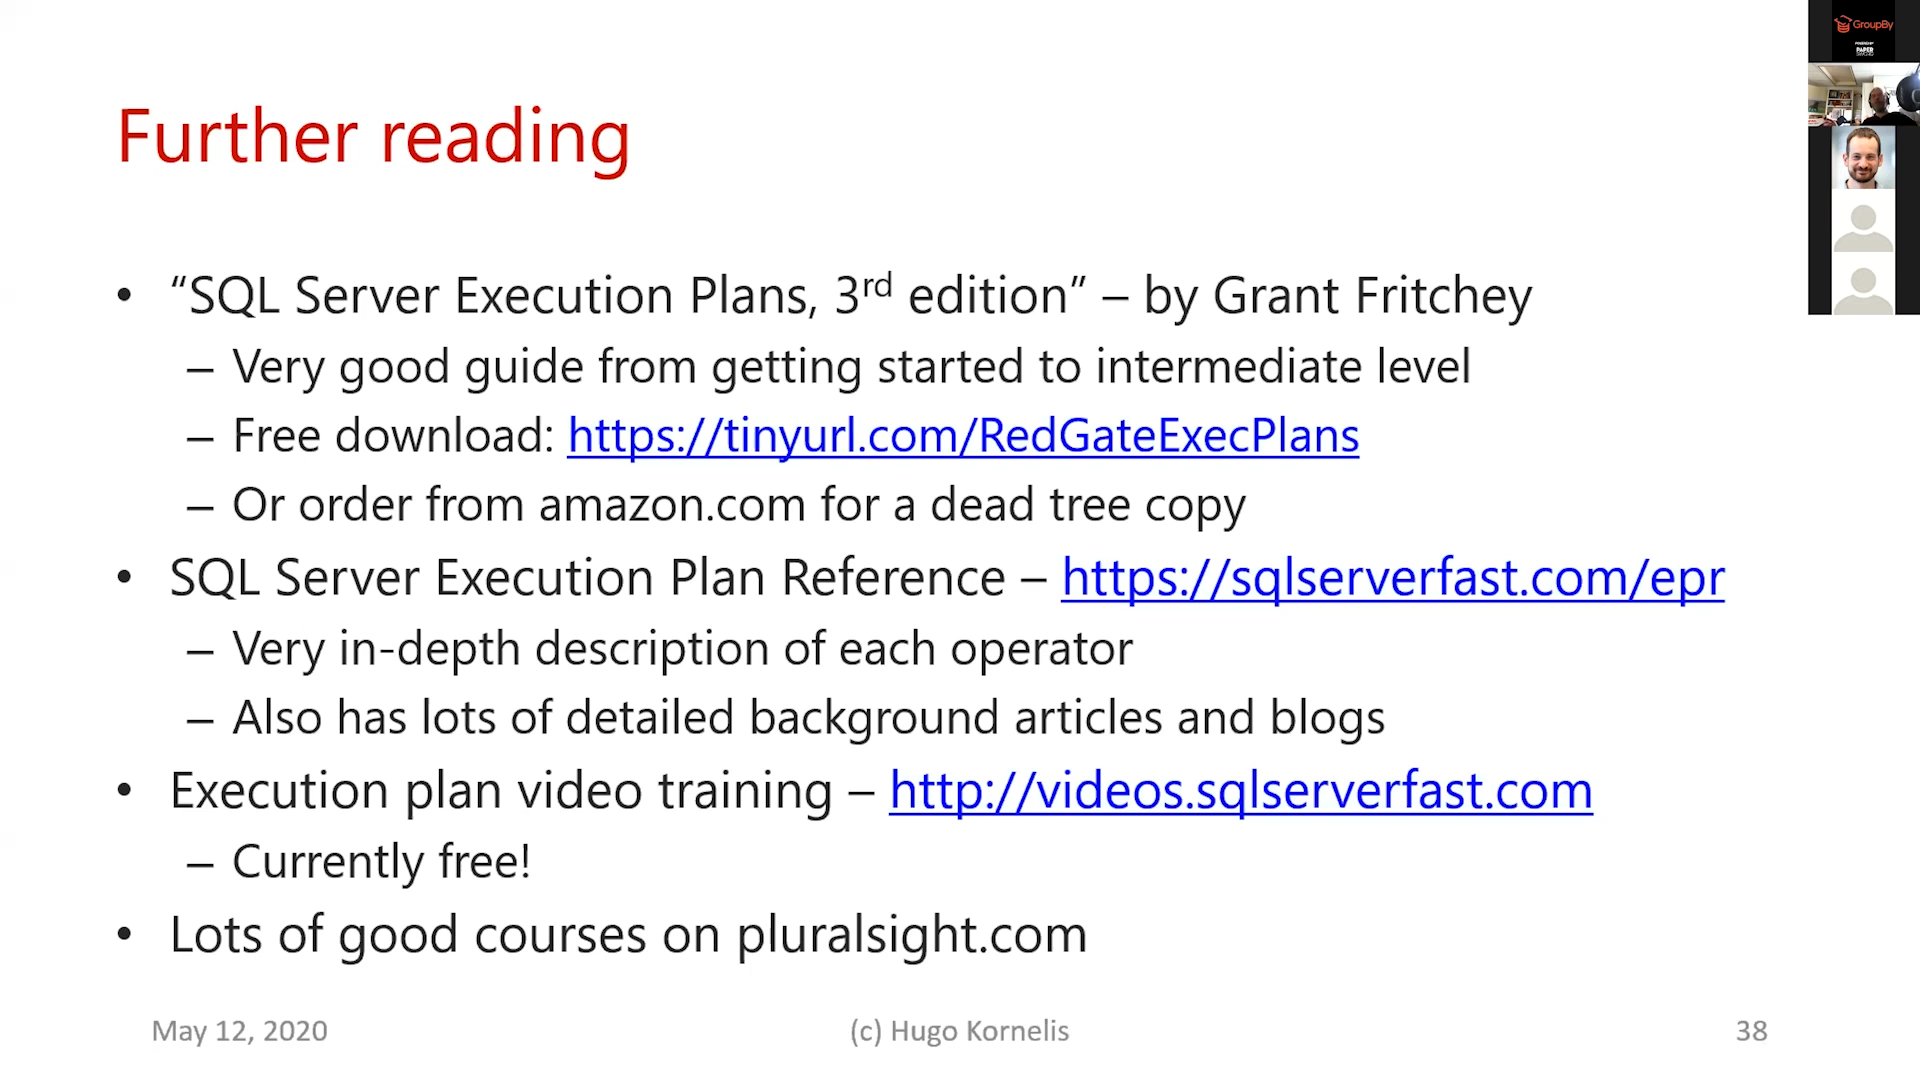 GroupBy
POWERED BY
PAPER
Further reading
• “SQL Server Execution Plans, 3rd edition” – by Grant Fritchey
– Very good guide from getting started to intermediate level
– Free download: https://tinyurl.com/RedGateExecPlans
– Or order from amazon.com for a dead tree copy
• SQL Server Execution Plan Reference – https://sqlserverfast.com/epr
– Very in-depth description of each operator
– Also has lots of detailed background articles and blogs
• Execution plan video training – http://videos.sqlserverfast.com
– Currently free!
• Lots of good courses on pluralsight.com
May 12, 2020
(c) Hugo Kornelis
38